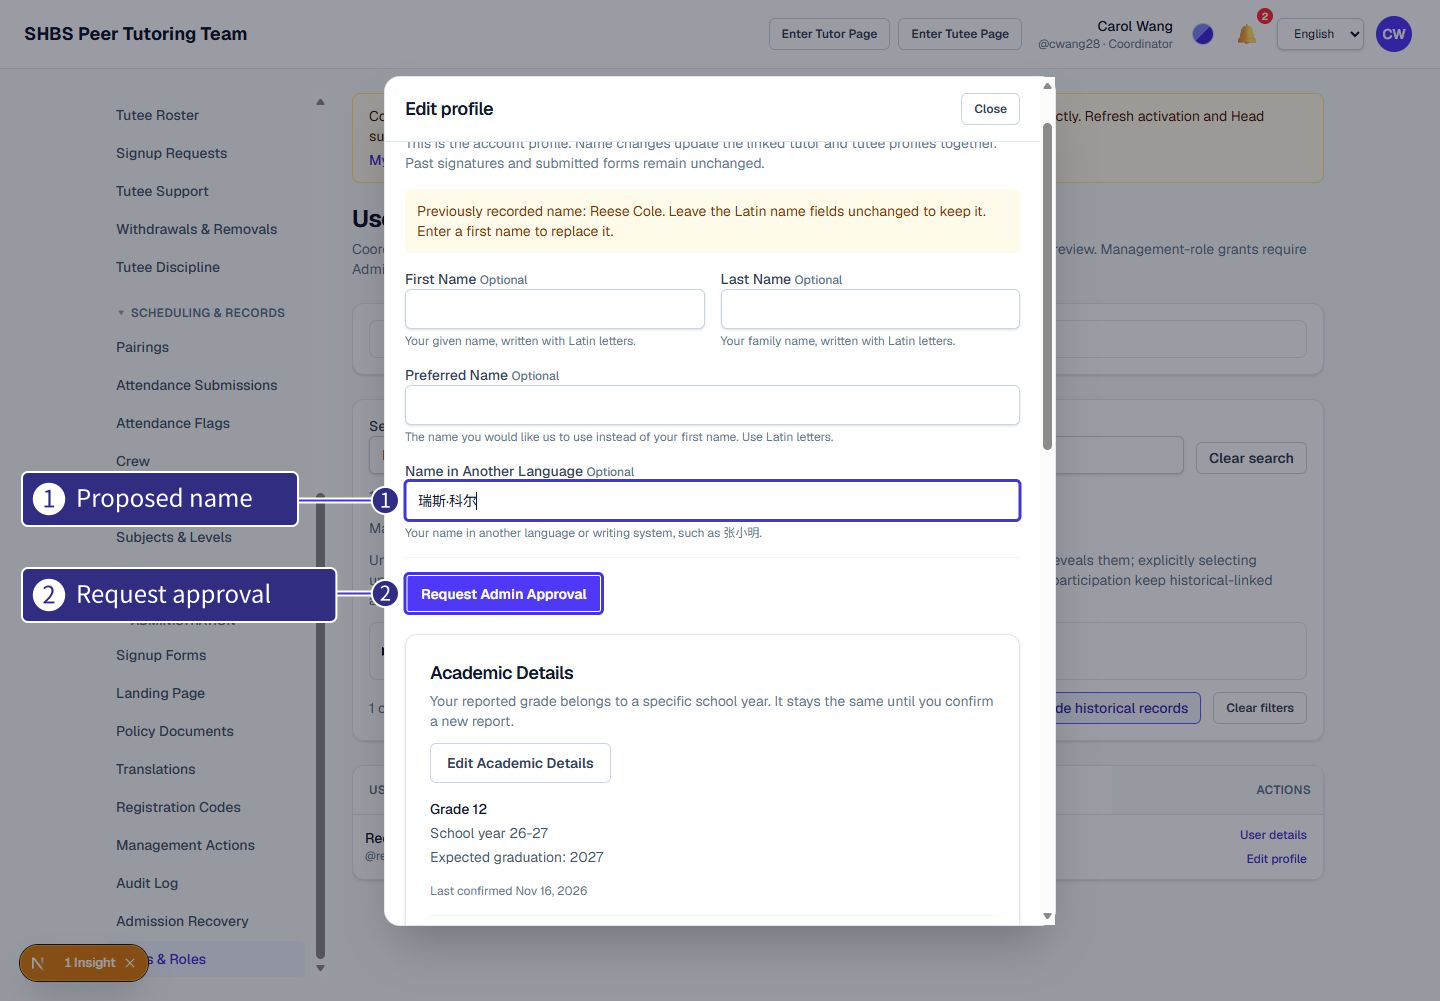 SHBS Peer Tutoring Team
Enter Tutor Page
Enter Tutee Page
Carol Wang
@cwang28 · Coordinator
2
English
CW
Tutee Roster
Signup Requests
Tutee Support
Withdrawals & Removals
Tutee Discipline
SCHEDULING & RECORDS
Pairings
Attendance Submissions
Attendance Flags
Crew
Subjects & Levels
Signup Forms
Landing Page
Policy Documents
Translations
Registration Codes
Management Actions
Audit Log
Admission Recovery
& Roles
1 Insight
1 Proposed name
2 Request approval
Edit profile
Close
This is the account profile. Name changes update the linked tutor and tutee profiles together.
Past signatures and submitted forms remain unchanged.
Previously recorded name: Reese Cole. Leave the Latin name fields unchanged to keep it.
Enter a first name to replace it.
First Name Optional
Last Name Optional
Your given name, written with Latin letters.
Your family name, written with Latin letters.
Preferred Name Optional
The name you would like us to use instead of your first name. Use Latin letters.
Name in Another Language Optional
1
瑞斯·科尔
Your name in another language or writing system, such as 张小明.
2
Request Admin Approval
Academic Details
Your reported grade belongs to a specific school year. It stays the same until you confirm
a new report.
Edit Academic Details
Grade 12
School year 26-27
Expected graduation: 2027
Last confirmed Nov 16, 2026
Refresh activation and Head
review. Management-role grants require
Clear search
reveals them; explicitly selecting
participation keep historical-linked
historical records
Clear filters
ACTIONS
User details
Edit profile